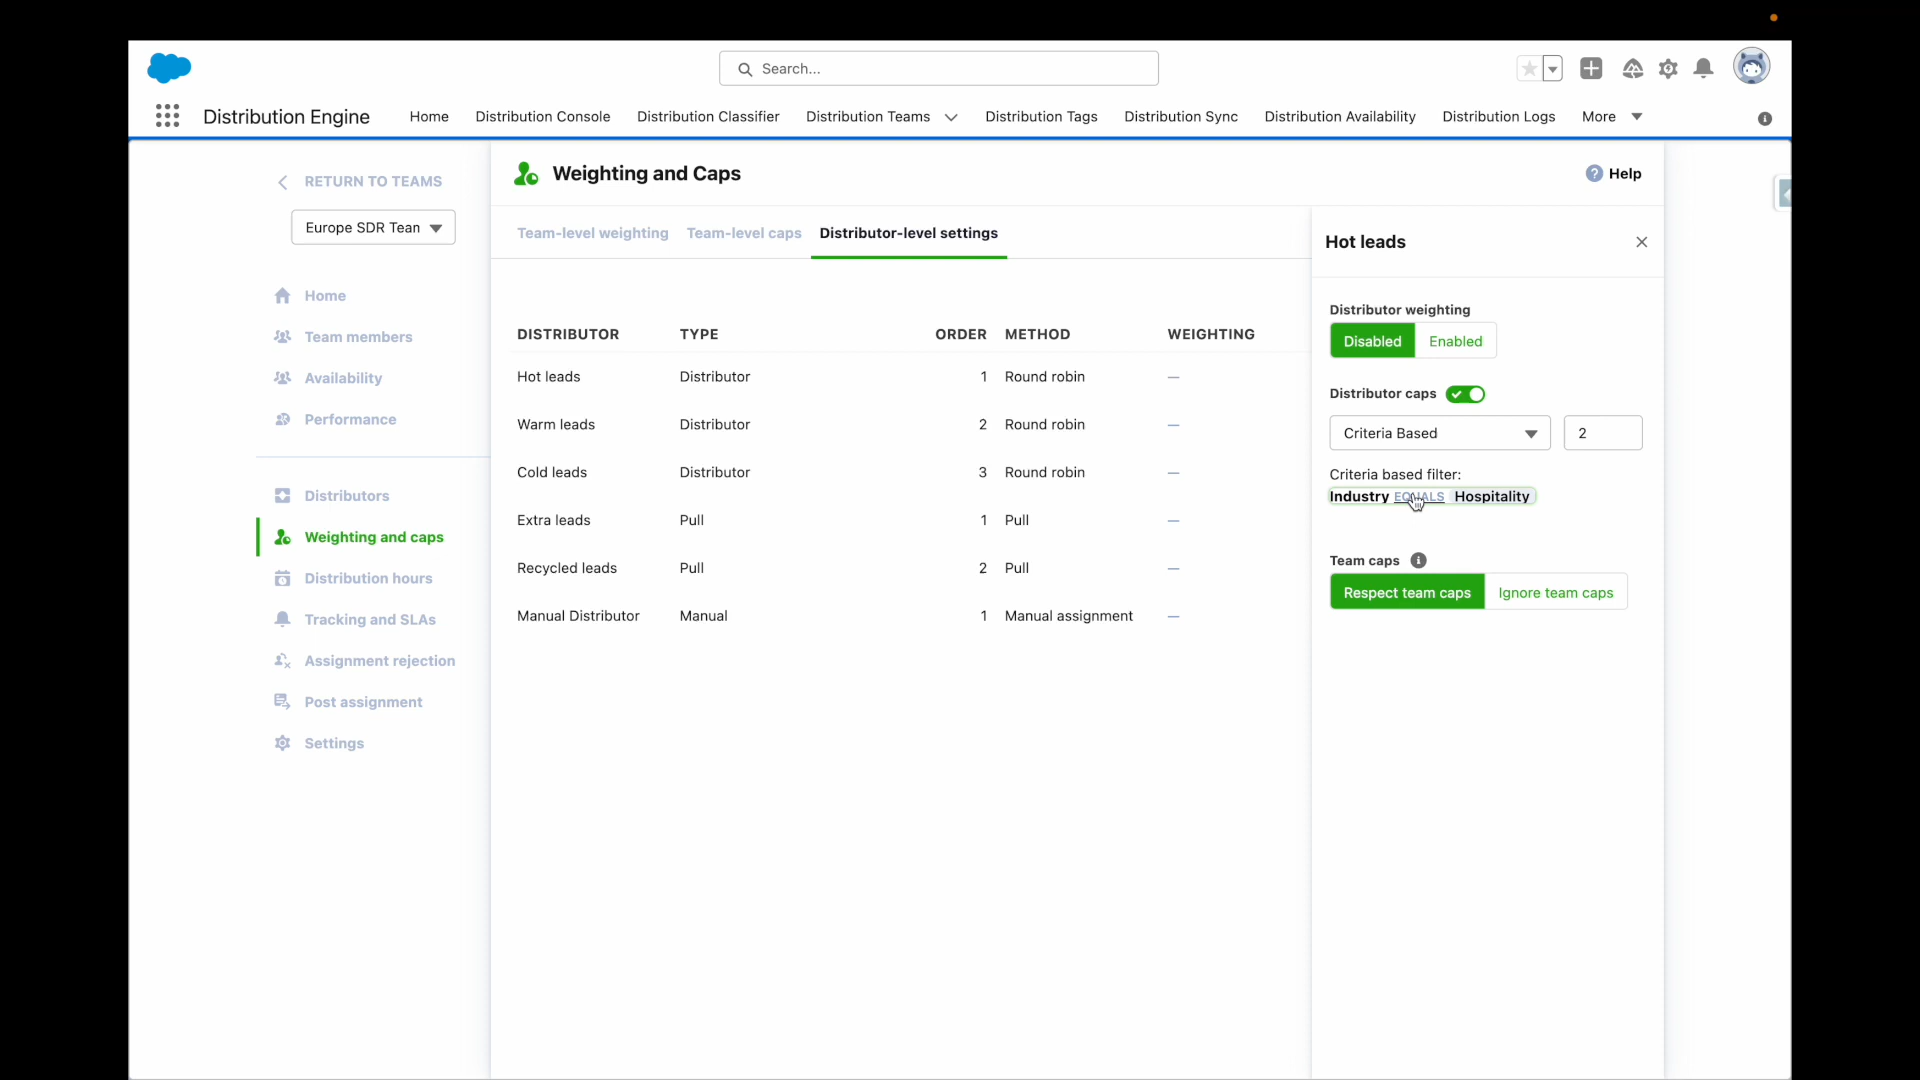 Search...
Distribution Engine
Home
Distribution Console
Distribution Classifier
Distribution Teams
Distribution Tags
Distribution Sync
Distribution Availability
Distribution Logs
More
RETURN TO TEAMS
Europe SDR Tean
Home
Team members
Availability
Performance
Distributors
Weighting and caps
Distribution hours
Tracking and SLAs
Assignment rejection
Post assignment
Settings
Weighting and Caps
Help
Team-level weighting
Team-level caps
Distributor-level settings
DISTRIBUTOR TYPE ORDER METHOD WEIGHTING
Hot leads Distributor 1 Round robin —
Warm leads Distributor 2 Round robin —
Cold leads Distributor 3 Round robin —
Extra leads Pull 1 Pull —
Recycled leads Pull 2 Pull —
Manual Distributor Manual 1 Manual assignment —
Hot leads
Distributor weighting
Disabled Enabled
Distributor caps
Criteria Based 2
Criteria based filter:
Industry EQUALS Hospitality
Team caps
Respect team caps Ignore team caps